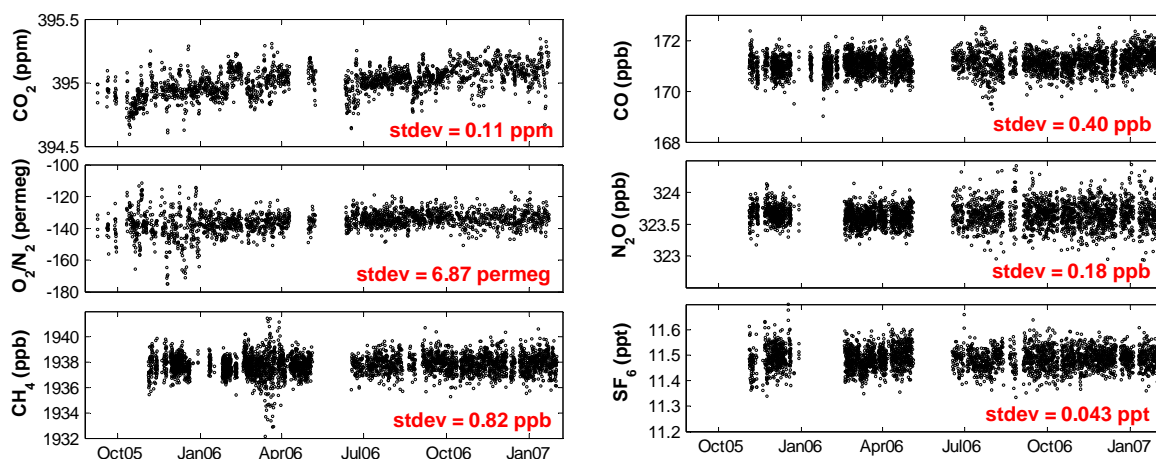 395.5
395
394.5
CO2 (ppm)
stdev = 0.11 ppm
-100
-120
-140
-160
-180
O2/N2 (permeg)
stdev = 6.87 permeg
1940
1938
1936
1934
1932
CH4 (ppb)
stdev = 0.82 ppb
Oct05 Jan06 Apr06 Jul06 Oct06 Jan07
172
170
168
CO (ppb)
stdev = 0.40 ppb
324
323.5
323
N2O (ppb)
stdev = 0.18 ppb
11.6
11.5
11.4
11.3
11.2
SF6 (ppt)
stdev = 0.043 ppt
Oct05 Jan06 Apr06 Jul06 Oct06 Jan07